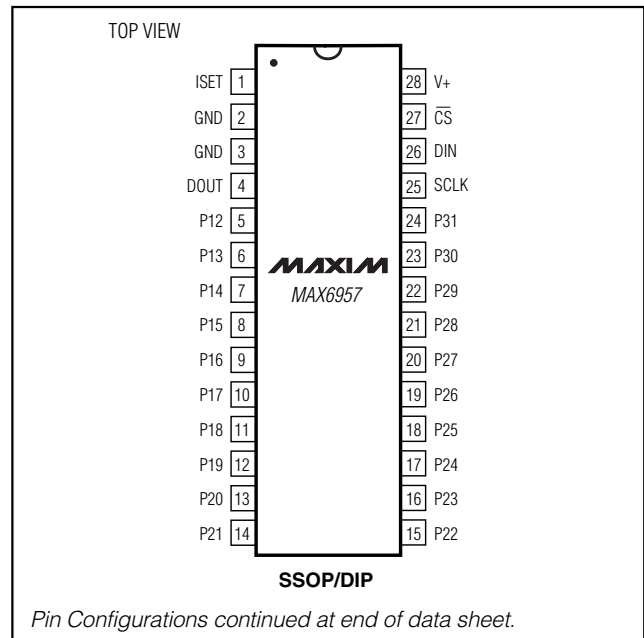 TOP VIEW
ISET 1 28 V+
GND 2 27 C̅S̅
GND 3 26 DIN
DOUT 4 25 SCLK
P12 5 24 P31
P13 6 23 P30
P14 7 22 P29
P15 8 21 P28
P16 9 20 P27
P17 10 19 P26
P18 11 18 P25
P19 12 17 P24
P20 13 16 P23
P21 14 15 P22
MAXIM
MAX6957
SSOP/DIP
Pin Configurations continued at end of data sheet.